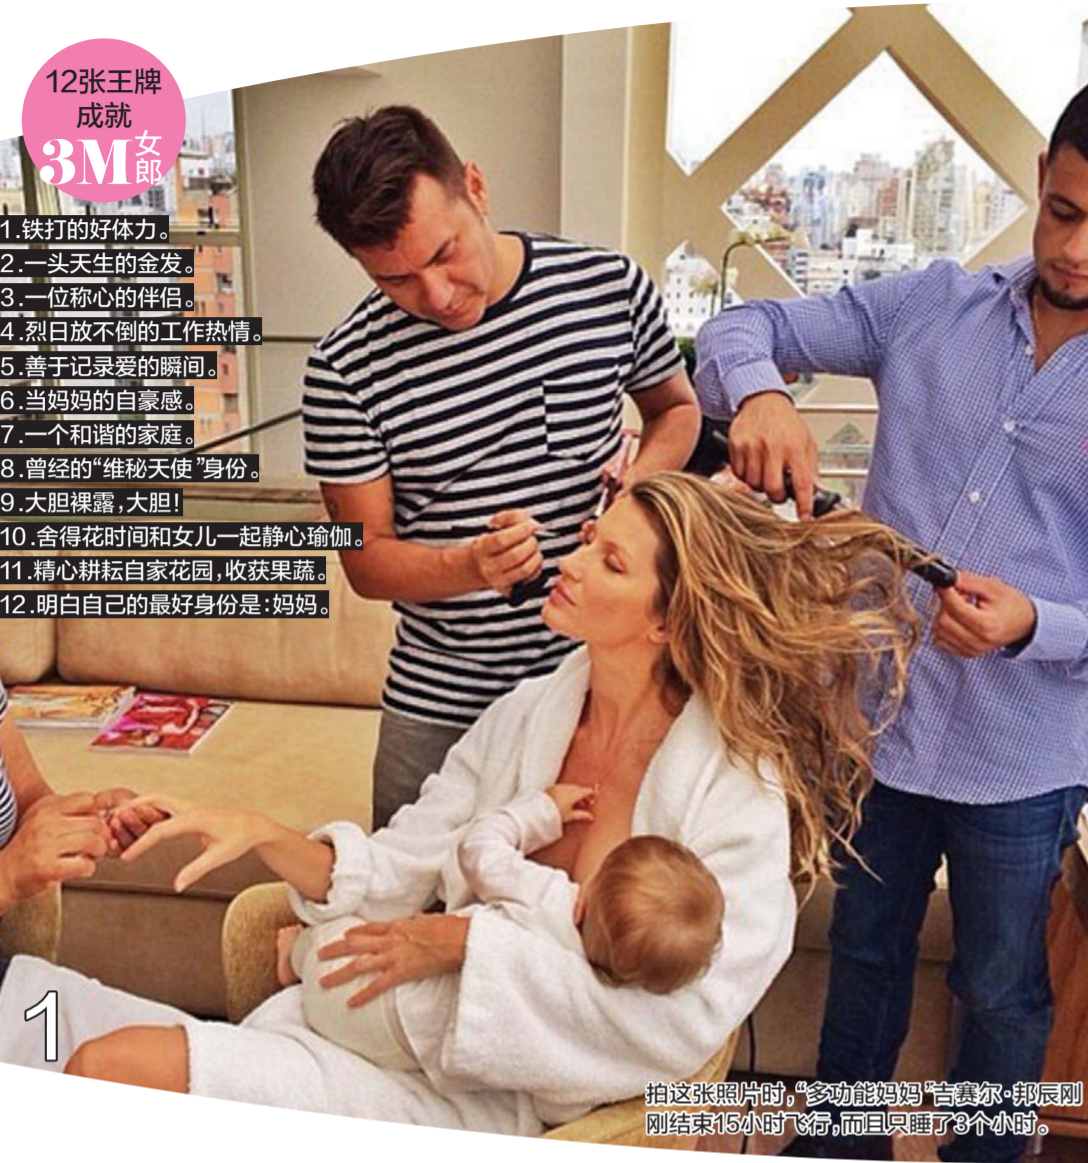 12张王牌
成就
3M女郎
1.铁打的好体力。
2.一头天生的金发。
3.一位称心的伴侣。
4.烈日放不倒的工作热情。
5.善于记录爱的瞬间。
6.当妈妈的自豪感。
7.一个和谐的家庭。
8.曾经的“维秘天使”身份。
9.大胆裸露，大胆！
10.舍得花时间和女儿一起静心瑜伽。
11.精心耕耘自家花园，收获果蔬。
12.明白自己的最好身份是：妈妈。
1
拍这张照片时，“多功能妈妈”吉赛尔·邦辰刚
刚结束15小时飞行，而且只睡了3个小时。